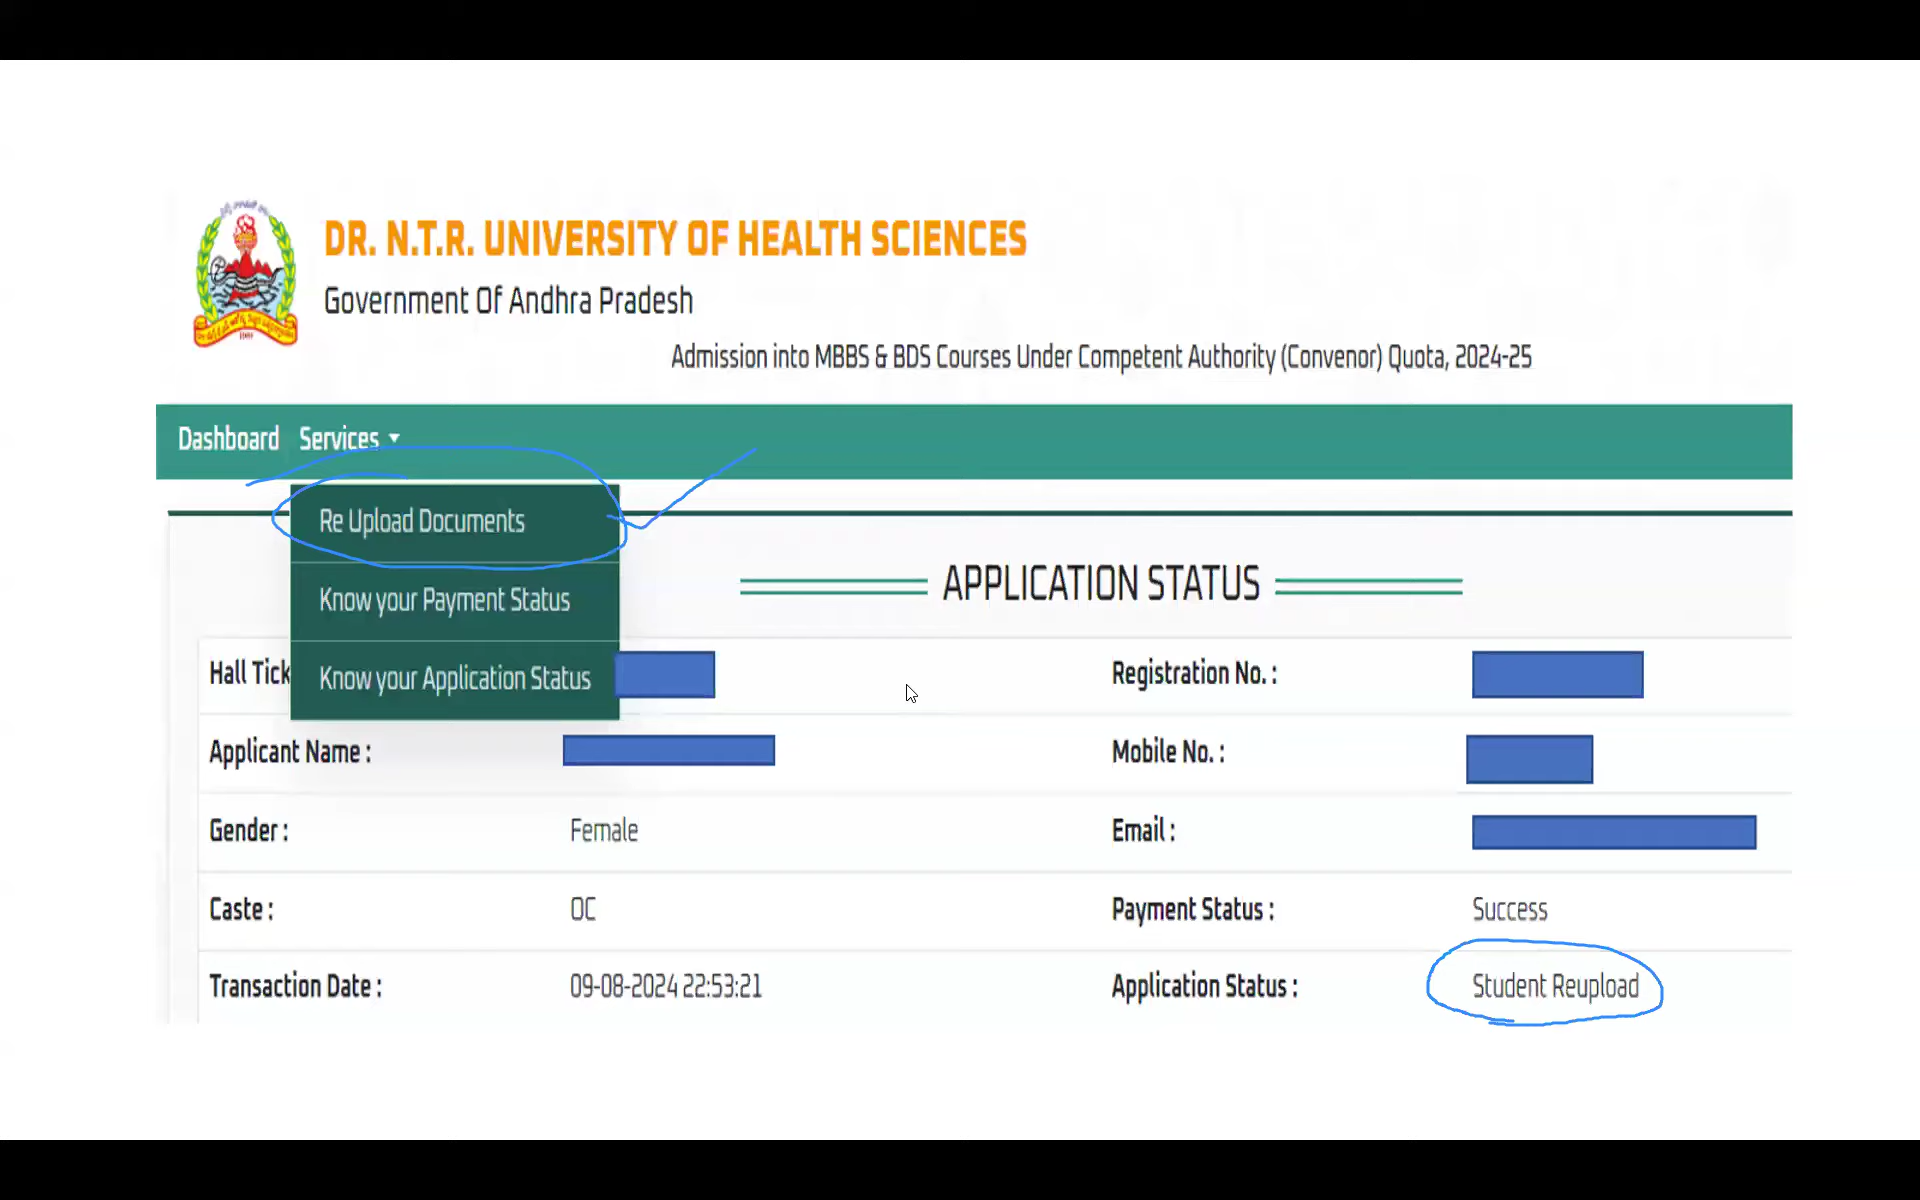 DR. N.T.R. UNIVERSITY OF HEALTH SCIENCES
Government Of Andhra Pradesh
Admission into MBBS & BDS Courses Under Competent Authority (Convenor) Quota, 2024-25
Dashboard Services
Re Upload Documents
Know your Payment Status
Know your Application Status
APPLICATION STATUS
Hall Tick
Registration No. :
Applicant Name :
Mobile No. :
Gender : Female
Email :
Caste : OC
Payment Status : Success
Transaction Date : 09-08-2024 22:53:21
Application Status : Student Reupload